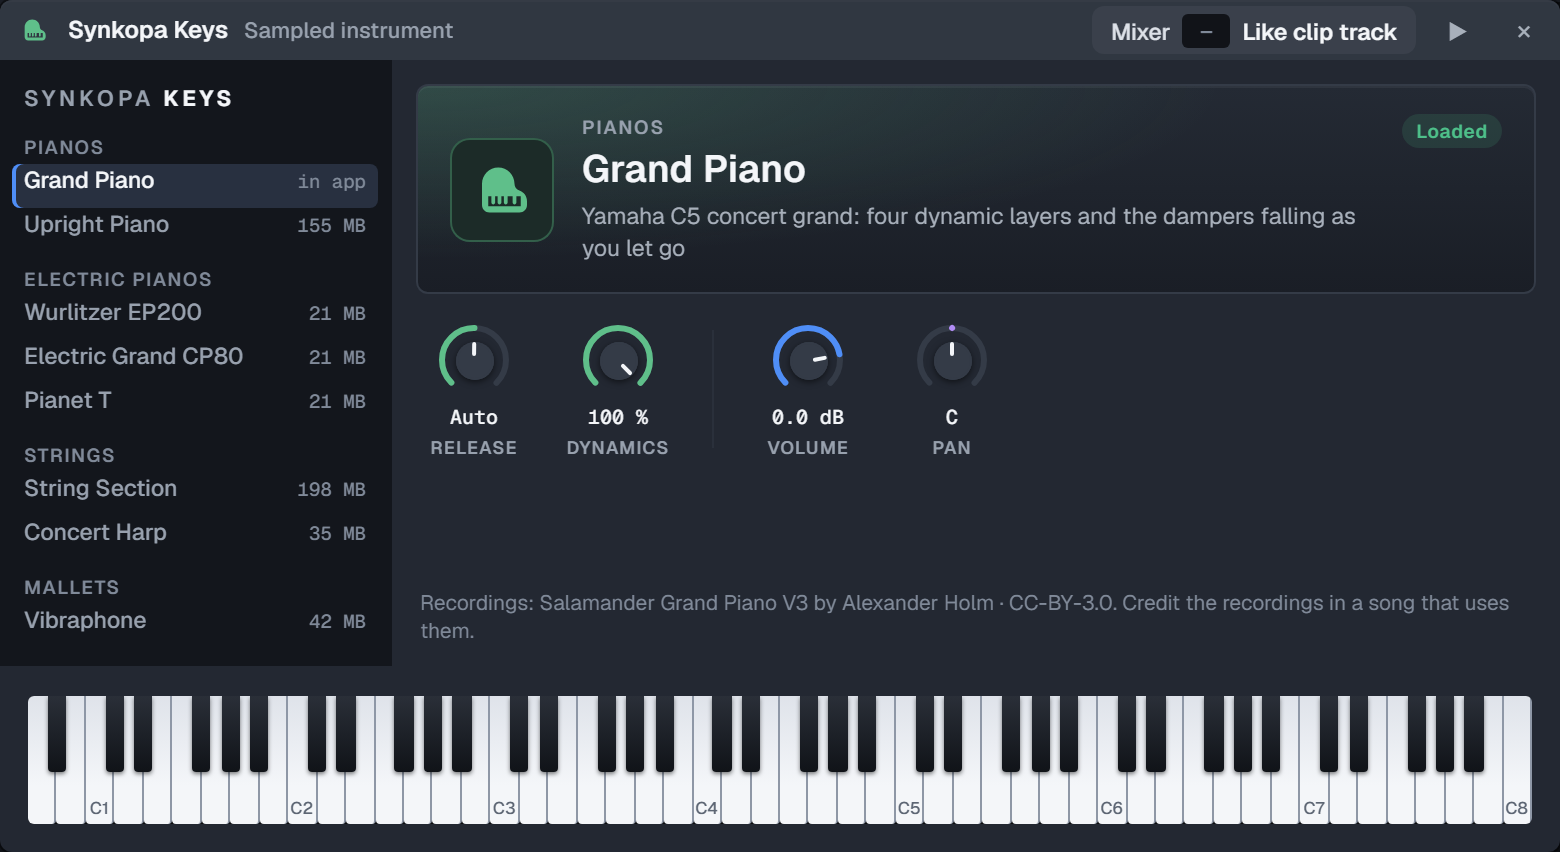 Synkopa Keys Sampled instrument
Mixer – Like clip track
SYNKOPA KEYS
PIANOS
Grand Piano in app
Upright Piano 155 MB
ELECTRIC PIANOS
Wurlitzer EP200 21 MB
Electric Grand CP80 21 MB
Pianet T 21 MB
STRINGS
String Section 198 MB
Concert Harp 35 MB
MALLETS
Vibraphone 42 MB
PIANOS
Loaded
Grand Piano
Yamaha C5 concert grand: four dynamic layers and the dampers falling as
you let go
Auto 100 % 0.0 dB C
RELEASE DYNAMICS VOLUME PAN
Recordings: Salamander Grand Piano V3 by Alexander Holm · CC-BY-3.0. Credit the recordings in a song that uses
them.
C1 C2 C3 C4 C5 C6 C7 C8